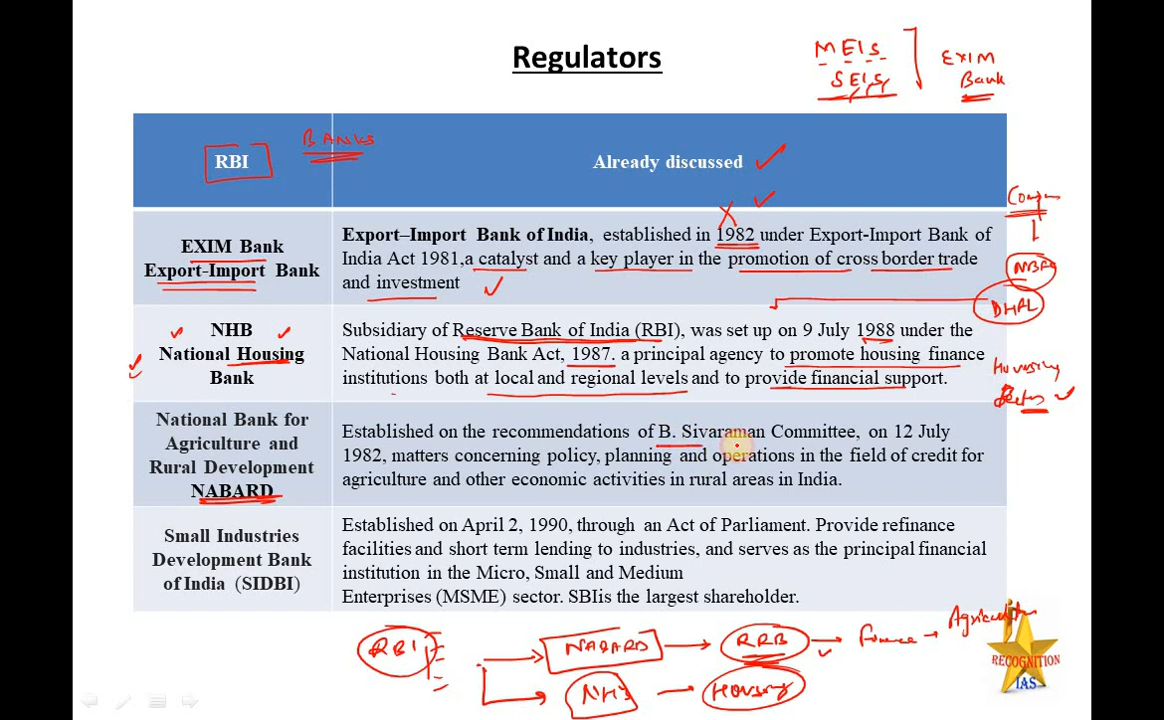 Regulators
MEIS
SEIS
EXIM
Bank
RBI
BANKS
Already discussed
EXIM Bank
Export-Import Bank
Export–Import Bank of India, established in 1982 under Export-Import Bank of
India Act 1981,a catalyst and a key player in the promotion of cross border trade
and investment
NHB
National Housing
Bank
Subsidiary of Reserve Bank of India (RBI), was set up on 9 July 1988 under the
National Housing Bank Act, 1987. a principal agency to promote housing finance
institutions both at local and regional levels and to provide financial support.
DHFL
Housing
National Bank for
Agriculture and
Rural Development
NABARD
Established on the recommendations of B. Sivaraman Committee, on 12 July
1982, matters concerning policy, planning and operations in the field of credit for
agriculture and other economic activities in rural areas in India.
Small Industries
Development Bank
of India (SIDBI)
Established on April 2, 1990, through an Act of Parliament. Provide refinance
facilities and short term lending to industries, and serves as the principal financial
institution in the Micro, Small and Medium
Enterprises (MSME) sector. SBIis the largest shareholder.
RBI
NABARD
RRB
Finance
Agriculture
NHB
Housing
RECOGNITION
IAS